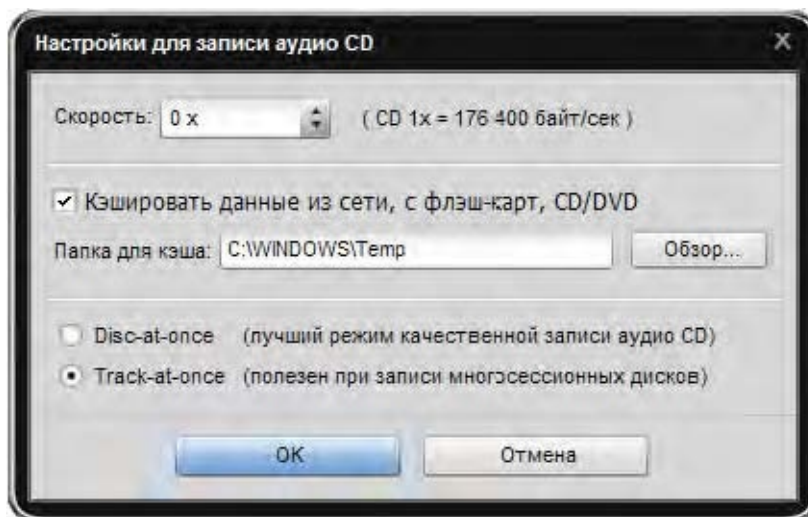 Настройки для записи аудио CD X
Скорость: 0 x ( CD 1x = 176 400 байт/сек )
Кэшировать данные из сети, с флэш-карт, CD/DVD
Папка для кэша: C:\WINDOWS\Temp Обзор...
Disc-at-once (лучший режим качественной записи аудио CD)
Track-at-once (полезен при записи многосессионных дисков)
OK Отмена